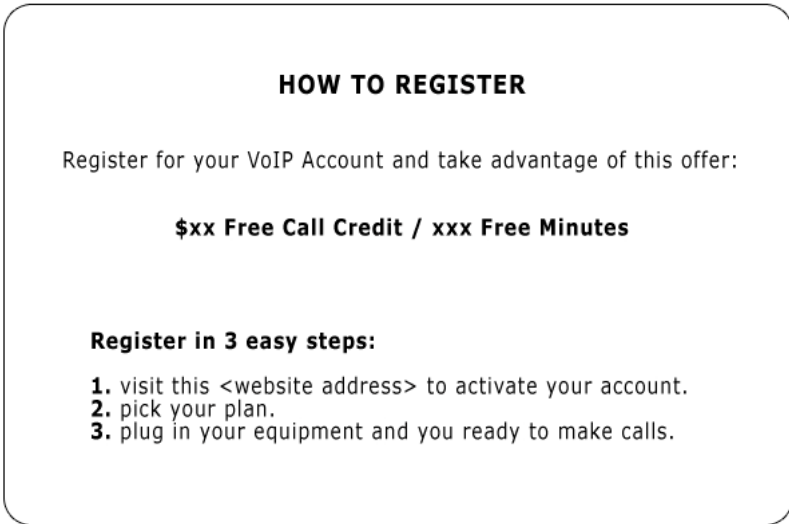 HOW TO REGISTER
Register for your VoIP Account and take advantage of this offer:
$xx Free Call Credit / xxx Free Minutes
Register in 3 easy steps:
1. visit this <website address> to activate your account.
2. pick your plan.
3. plug in your equipment and you ready to make calls.